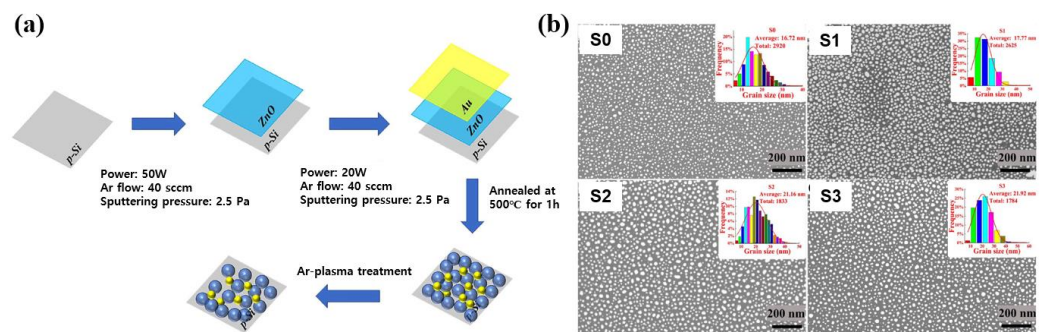 (a)
p-Si
Power: 50W
Ar flow: 40 sccm
Sputtering pressure: 2.5 Pa
ZnO
p-Si
Power: 20W
Ar flow: 40 ccm
Sputtering pressure: 2.5 Pa
Au
ZnO
p-Si
Annealed at
500℃ for 1h
Ar-plasma treatment
p-Si
(b)
S0
S0
Average: 16.72 nm
Total: 2920
Frequency
Grain size (nm)
200 nm
S1
S1
Average: 17.77 nm
Total: 2625
Frequency
Grain size (nm)
200 nm
S2
S2
Average: 21.16 nm
Total: 1833
Frequency
Grain size (nm)
200 nm
S3
S3
Average: 21.92 nm
Total: 1784
Frequency
Grain size (nm)
200 nm